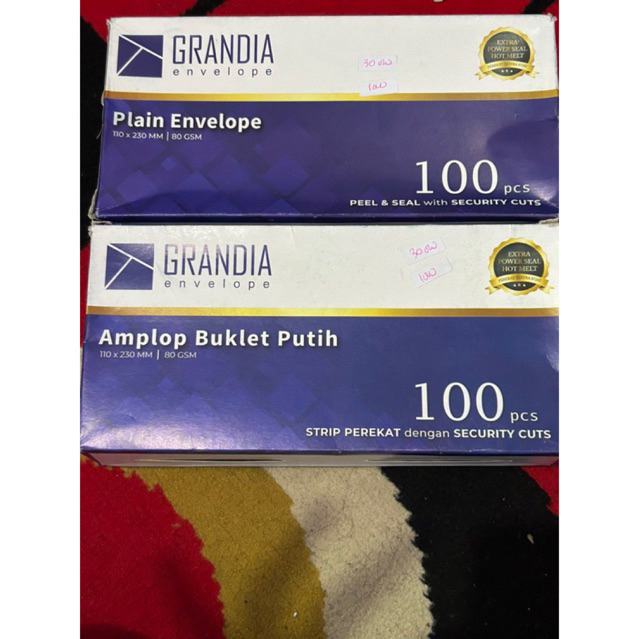 GRANDIA
envelope
EXTRA
POWER SEAL
HOT MELT
Plain Envelope
110 x 230 MM | 80 GSM
100 pcs
PEEL & SEAL with SECURITY CUTS
GRANDIA
envelope
EXTRA
POWER SEAL
HOT MELT
Amplop Buklet Putih
110 x 230 MM | 80 GSM
100 pcs
STRIP PEREKAT dengan SECURITY CUTS